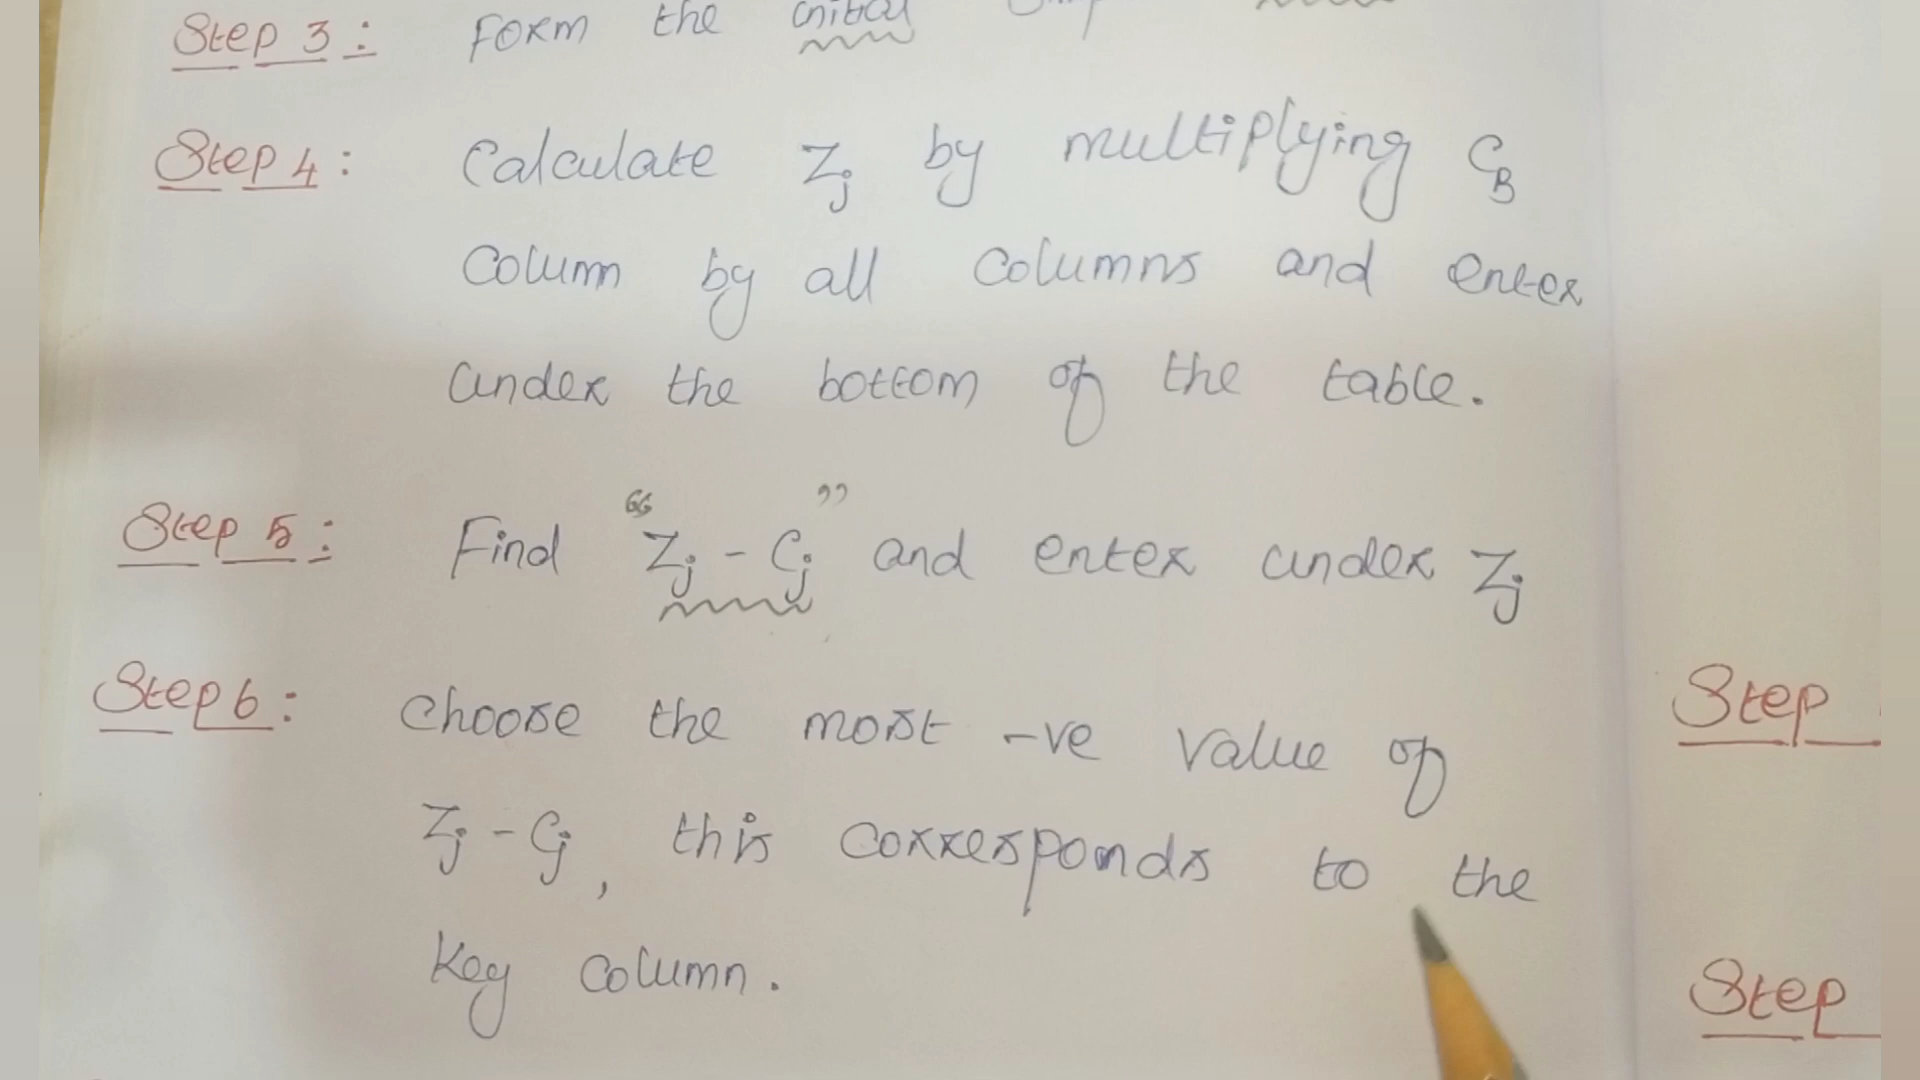 Step 3 : Form the initial
Step 4 : Calculate Zj by multiplying CB
Column by all columns and enter
under the bottom of the table.
Step 5 : Find “Zj - Cj” and enter under Zj
Step 6 : Choose the most -ve value of
Zj - Cj, this corresponds to the
Key column.
Step
Step